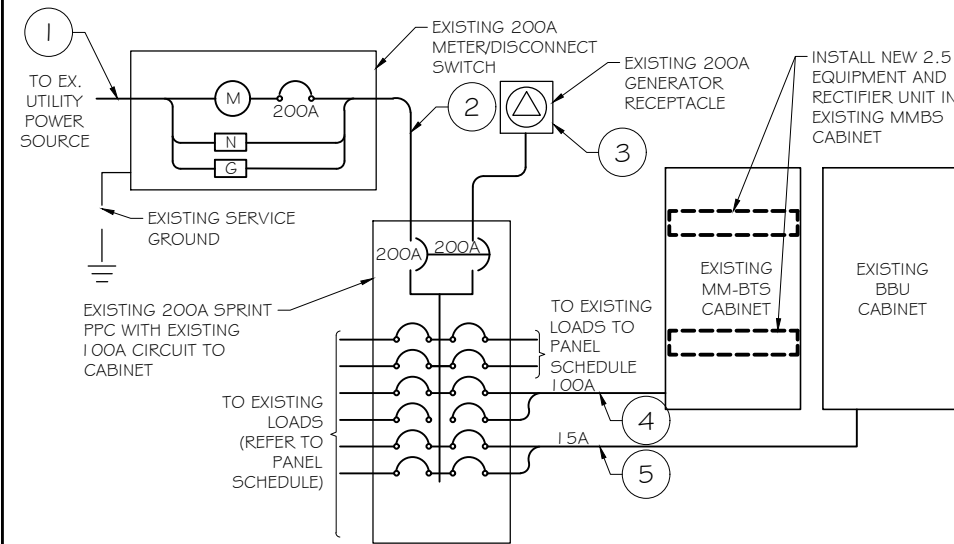 1
TO EX.
UTILITY
POWER
SOURCE
M
200A
N
G
EXISTING 200A
METER/DISCONNECT
SWITCH
2
EXISTING 200A
GENERATOR
RECEPTACLE
3
INSTALL NEW 2.5
EQUIPMENT AND
RECTIFIER UNIT IN
EXISTING MMBS
CABINET
EXISTING SERVICE
GROUND
200A
200A
EXISTING 200A SPRINT
PPC WITH EXISTING
100A CIRCUIT TO
CABINET
TO EXISTING
LOADS TO
PANEL
SCHEDULE
100A
4
EXISTING
MM-BTS
CABINET
EXISTING
BBU
CABINET
TO EXISTING
LOADS
(REFER TO
PANEL
SCHEDULE)
15A
5